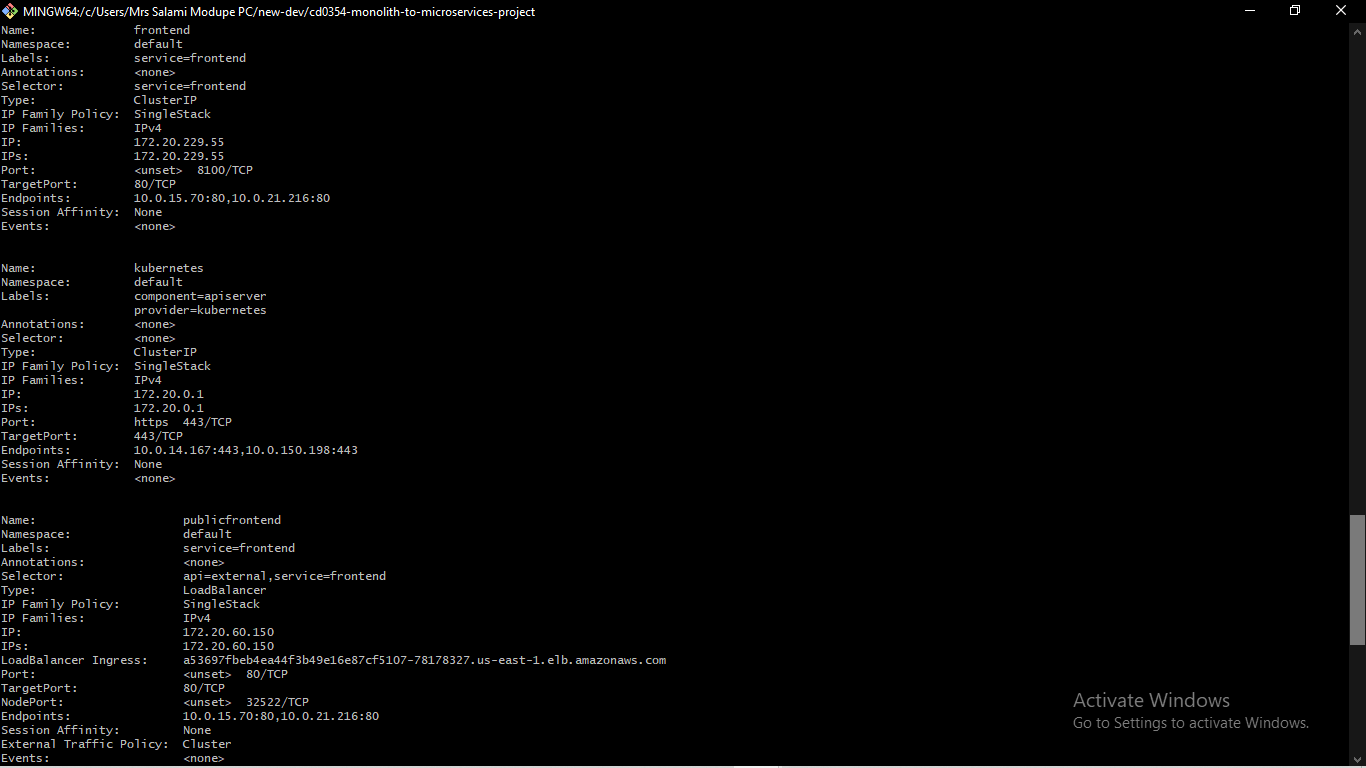 MINGW64:/c/Users/Mrs Salami Modupe PC/new-dev/cd0354-monolith-to-microservices-project
Name: frontend
Namespace: default
Labels: service=frontend
Annotations: <none>
Selector: service=frontend
Type: ClusterIP
IP Family Policy: SingleStack
IP Families: IPv4
IP: 172.20.229.55
IPs: 172.20.229.55
Port: <unset> 8100/TCP
TargetPort: 80/TCP
Endpoints: 10.0.15.70:80,10.0.21.216:80
Session Affinity: None
Events: <none>
Name: kubernetes
Namespace: default
Labels: component=apiserver
provider=kubernetes
Annotations: <none>
Selector: <none>
Type: ClusterIP
IP Family Policy: SingleStack
IP Families: IPv4
IP: 172.20.0.1
IPs: 172.20.0.1
Port: https 443/TCP
TargetPort: 443/TCP
Endpoints: 10.0.14.167:443,10.0.150.198:443
Session Affinity: None
Events: <none>
Name: publicfrontend
Namespace: default
Labels: service=frontend
Annotations: <none>
Selector: api=external,service=frontend
Type: LoadBalancer
IP Family Policy: SingleStack
IP Families: IPv4
IP: 172.20.60.150
IPs: 172.20.60.150
LoadBalancer Ingress: a53697fbeb4ea44f3b49e16e87cf5107-78178327.us-east-1.elb.amazonaws.com
Port: <unset> 80/TCP
TargetPort: 80/TCP
NodePort: <unset> 32522/TCP
Endpoints: 10.0.15.70:80,10.0.21.216:80
Session Affinity: None
External Traffic Policy: Cluster
Events: <none>
Activate Windows
Go to Settings to activate Windows.